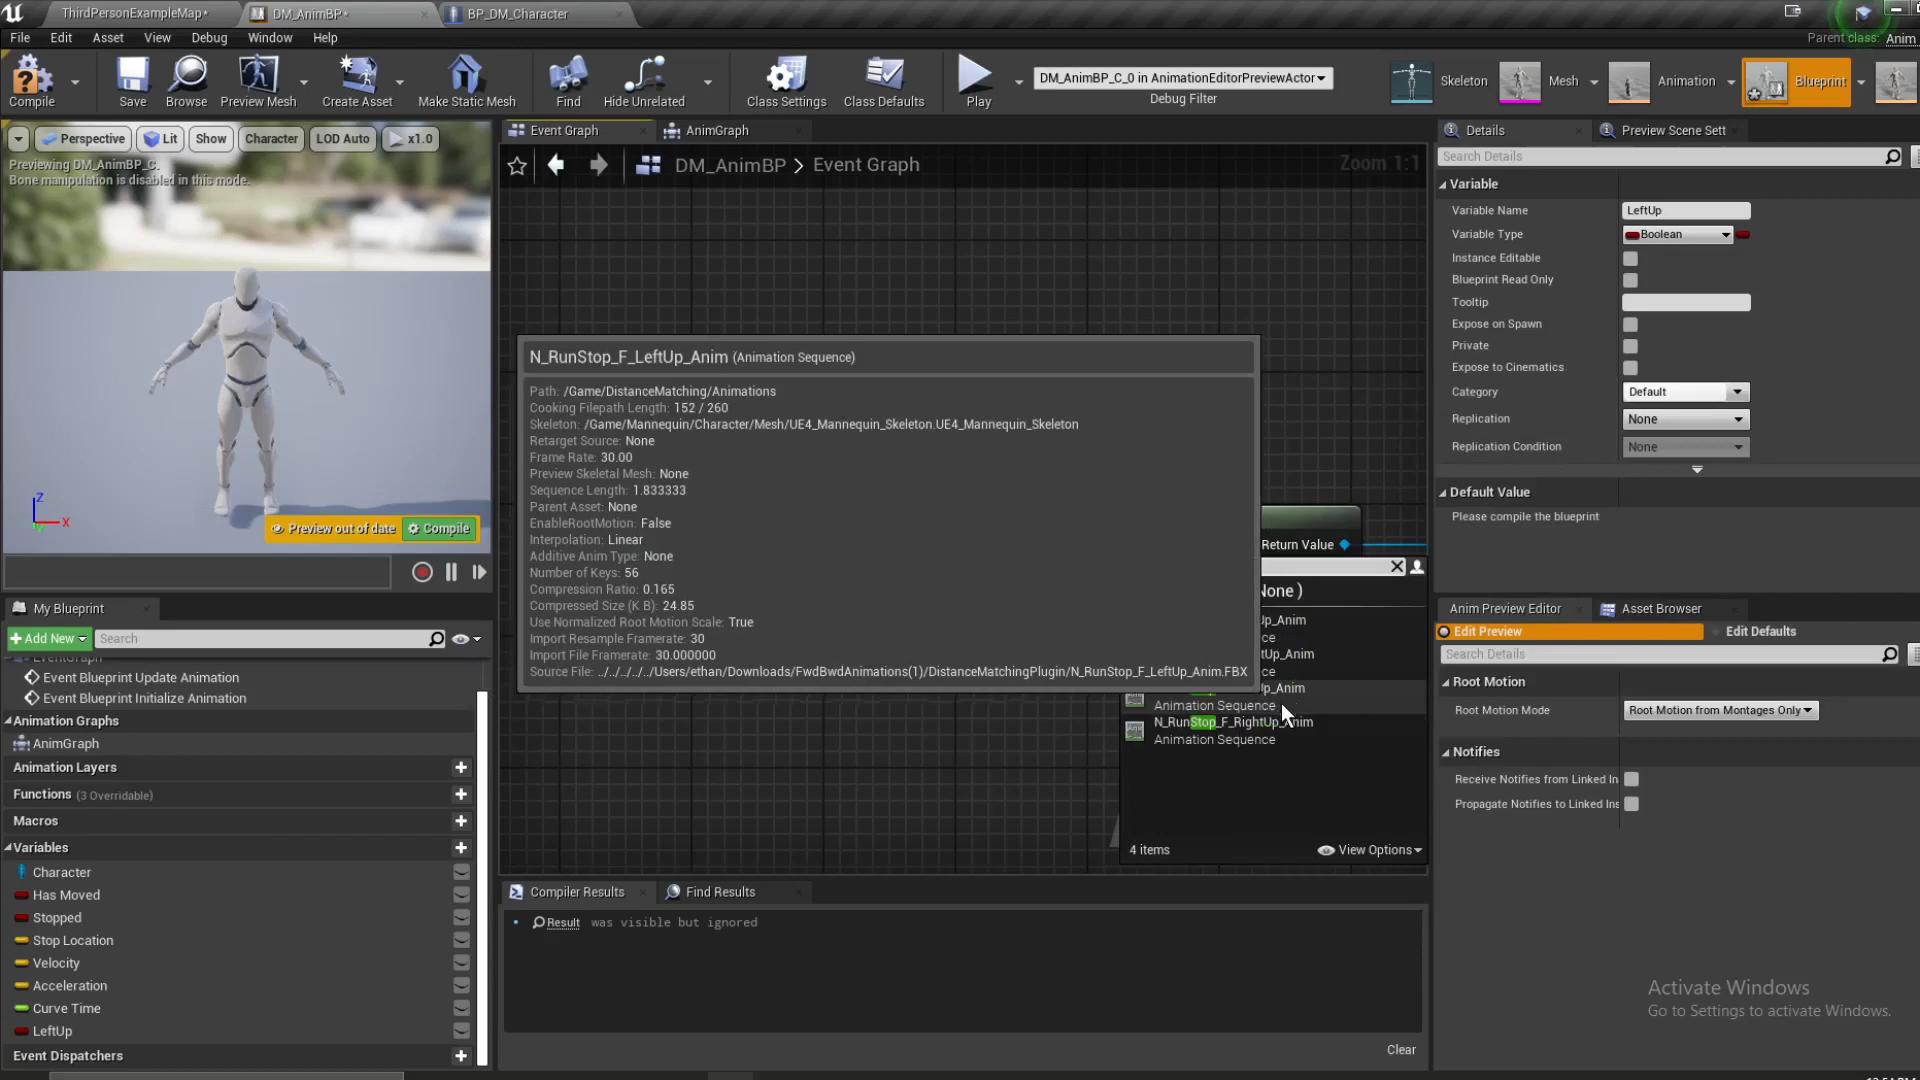 ThirdPersonExampleMap*
DM_AnimBP*
BP_DM_Character
File Edit Asset View Debug Window Help
Parent class: Anim
Compile
Save
Browse
Preview Mesh
Create Asset
Make Static Mesh
Find
Hide Unrelated
Class Settings
Class Defaults
Play
DM_AnimBP_C_0 in AnimationEditorPreviewActor
Debug Filter
Skeleton
Mesh
Animation
Blueprint
Perspective Lit Show Character LOD Auto x1.0
Previewing DM_AnimBP_C.
Bone manipulation is disabled in this mode.
Z
X
Preview out of date Compile
My Blueprint
Add New Search
EventGraph
Event Blueprint Update Animation
Event Blueprint Initialize Animation
Animation Graphs
AnimGraph
Animation Layers
Functions (3 Overridable)
Macros
Variables
Character
Has Moved
Stopped
Stop Location
Velocity
Acceleration
Curve Time
LeftUp
Event Dispatchers
Event Graph AnimGraph
DM_AnimBP > Event Graph
Zoom 1:1
N_RunStop_F_LeftUp_Anim (Animation Sequence)
Path: /Game/DistanceMatching/Animations
Cooking Filepath Length: 152 / 260
Skeleton: /Game/Mannequin/Character/Mesh/UE4_Mannequin_Skeleton.UE4_Mannequin_Skeleton
Retarget Source: None
Frame Rate: 30.00
Preview Skeletal Mesh: None
Sequence Length: 1.833333
Parent Asset: None
EnableRootMotion: False
Interpolation: Linear
Additive Anim Type: None
Number of Keys: 56
Compression Ratio: 0.165
Compressed Size (K B): 24.85
Use Normalized Root Motion Scale: True
Import Resample Framerate: 30
Import File Framerate: 30.000000
Source File: ../../../../../Users/ethan/Downloads/FwdBwdAnimations(1)/DistanceMatchingPlugin/N_RunStop_F_LeftUp_Anim.FBX
Return Value
None )
Up_Anim
ce
tUp_Anim
ce
Up_Anim
Animation Sequence
N_RunStop_F_RightUp_Anim
Animation Sequence
4 items View Options
Compiler Results Find Results
Result was visible but ignored
Clear
Details Preview Scene Sett
Search Details
Variable
Variable Name LeftUp
Variable Type Boolean
Instance Editable
Blueprint Read Only
Tooltip
Expose on Spawn
Private
Expose to Cinematics
Category Default
Replication None
Replication Condition None
Default Value
Please compile the blueprint
Anim Preview Editor Asset Browser
Edit Preview Edit Defaults
Search Details
Root Motion
Root Motion Mode Root Motion from Montages Only
Notifies
Receive Notifies from Linked In
Propagate Notifies to Linked Ins
Activate Windows
Go to Settings to activate Windows.